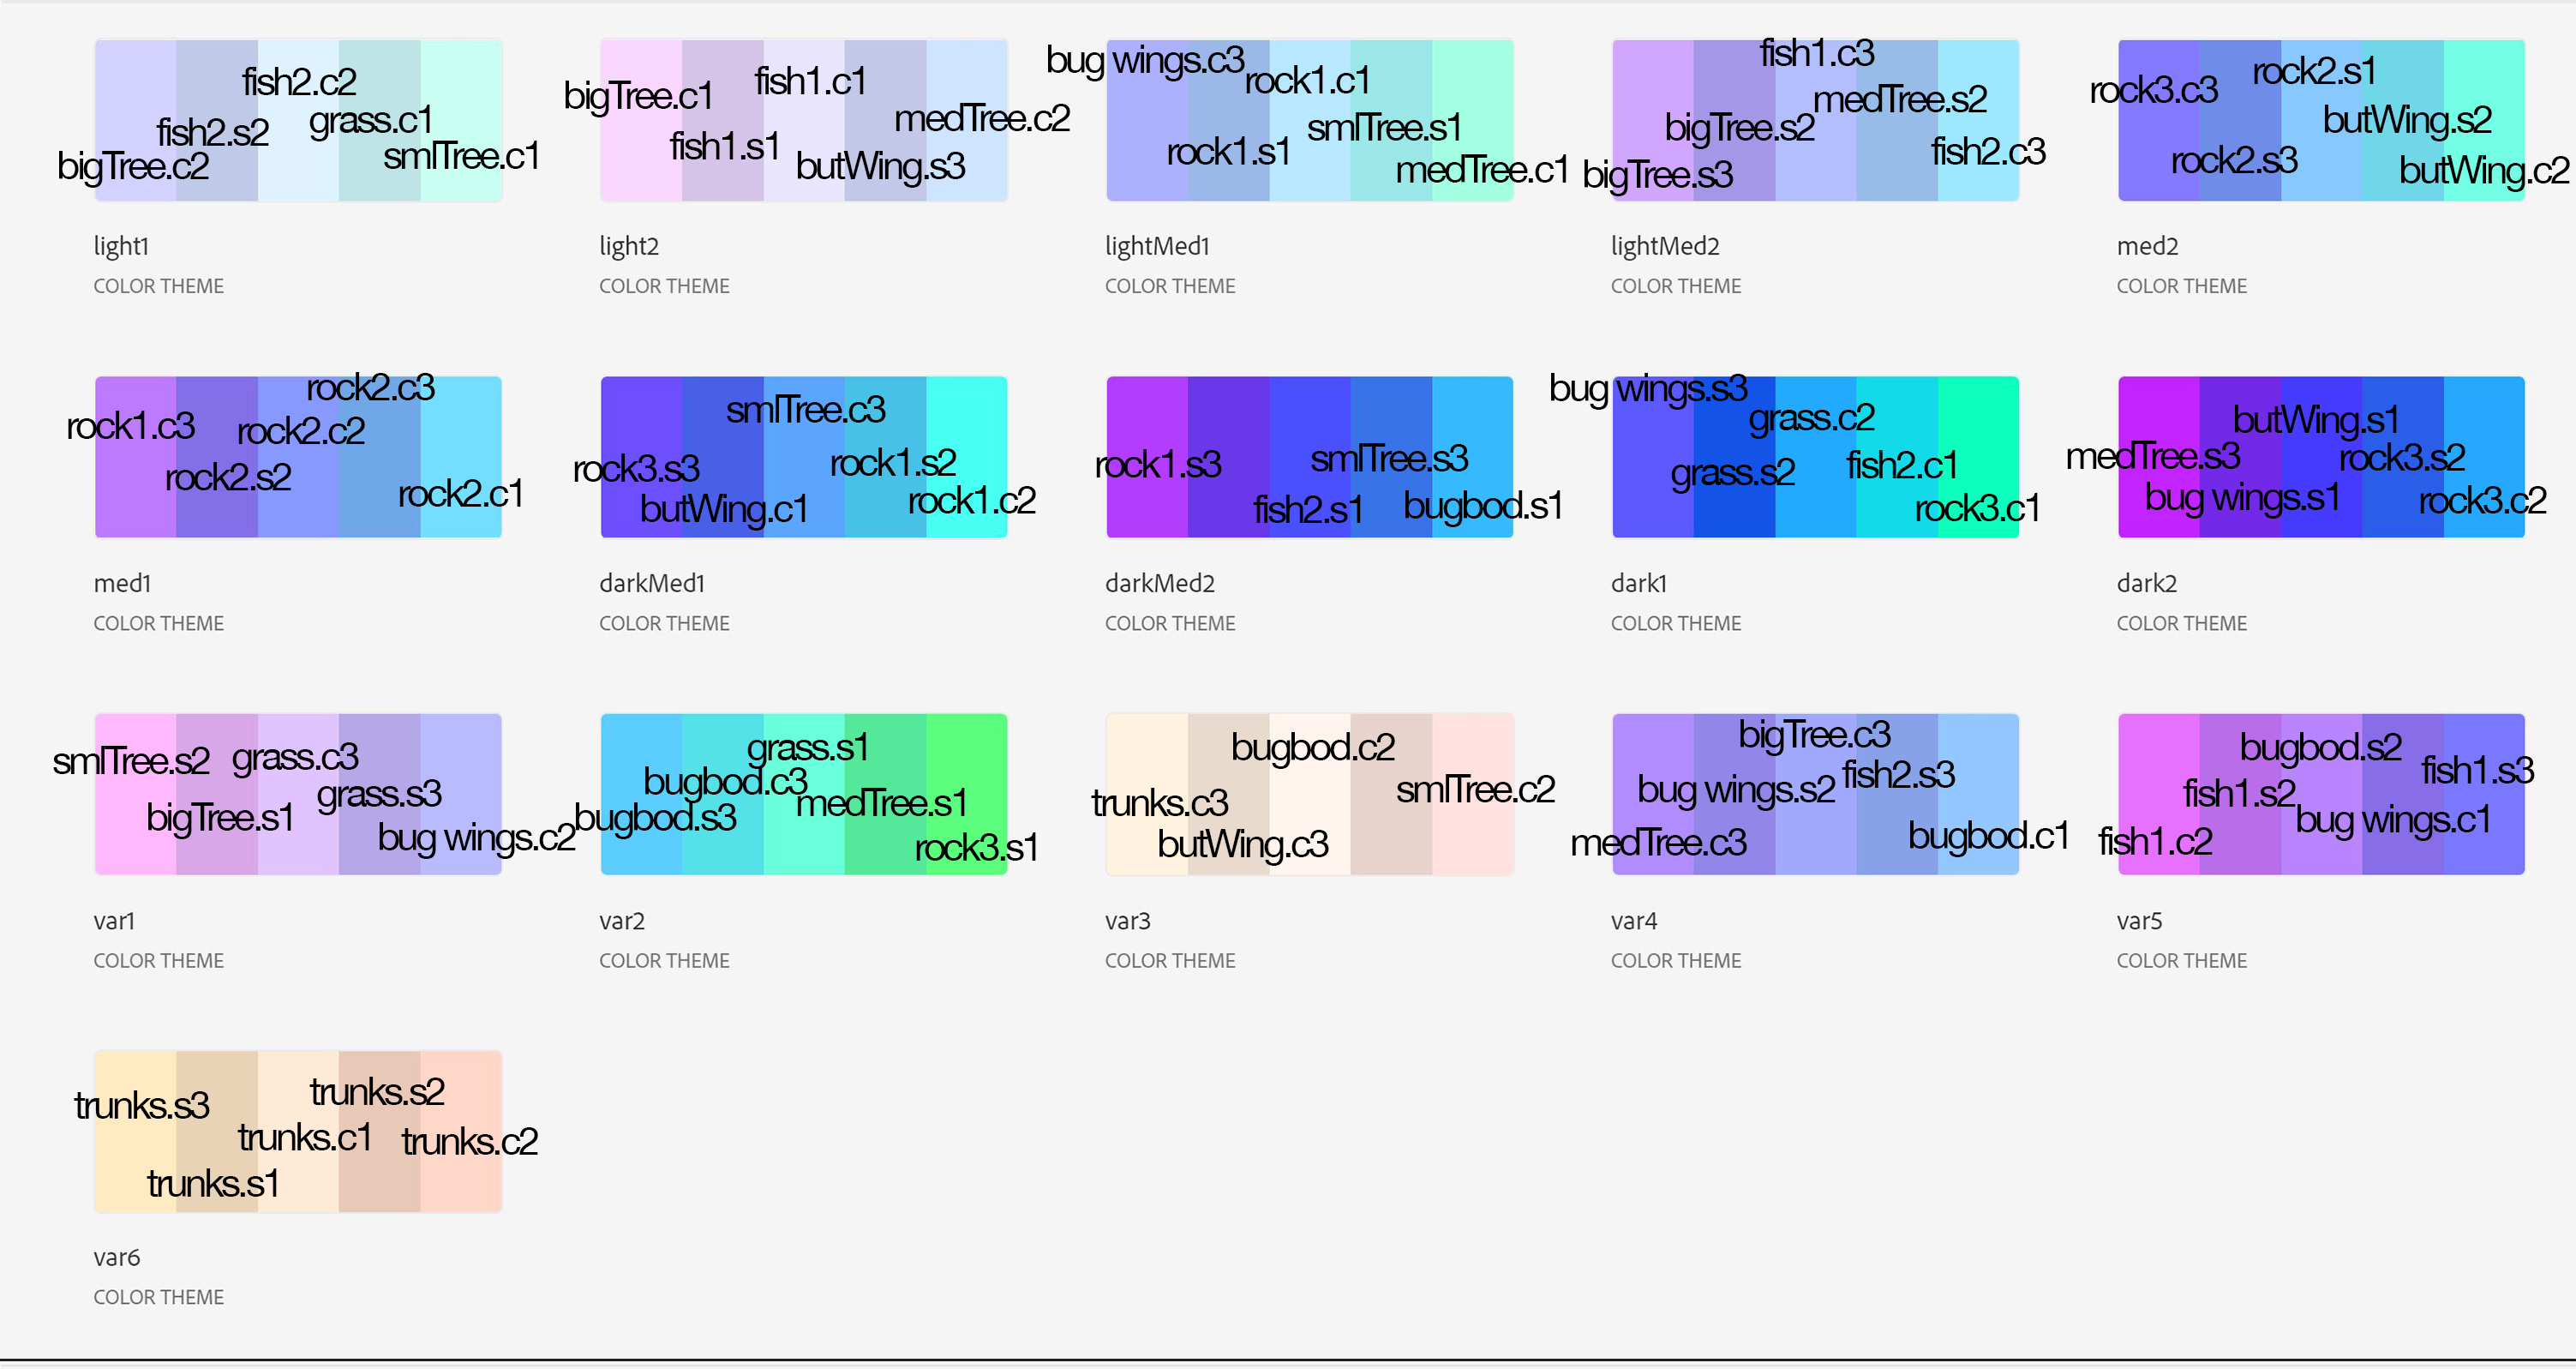 fish2.c2
grass.c1
fish2.s2
smlTree.c1
bigTree.c2
light1
COLOR THEME
fish1.c1
bigTree.c1
medTree.c2
fish1.s1
butWing.s3
light2
COLOR THEME
bug wings.c3
rock1.c1
smlTree.s1
rock1.s1
medTree.c1
lightMed1
COLOR THEME
fish1.c3
medTree.s2
bigTree.s2
fish2.c3
bigTree.s3
lightMed2
COLOR THEME
rock2.s1
rock3.c3
butWing.s2
rock2.s3
butWing.c2
med2
COLOR THEME
rock2.c3
rock1.c3
rock2.c2
rock2.s2
rock2.c1
med1
COLOR THEME
smlTree.c3
rock1.s2
rock3.s3
rock1.c2
butWing.c1
darkMed1
COLOR THEME
smlTree.s3
rock1.s3
bugbod.s1
fish2.s1
darkMed2
COLOR THEME
bug wings.s3
grass.c2
fish2.c1
grass.s2
rock3.c1
dark1
COLOR THEME
butWing.s1
medTree.s3
rock3.s2
bug wings.s1
rock3.c2
dark2
COLOR THEME
smlTree.s2
grass.c3
grass.s3
bigTree.s1
bug wings.c2
var1
COLOR THEME
grass.s1
bugbod.c3
medTree.s1
bugbod.s3
rock3.s1
var2
COLOR THEME
bugbod.c2
smlTree.c2
trunks.c3
butWing.c3
var3
COLOR THEME
bigTree.c3
fish2.s3
bug wings.s2
bugbod.c1
medTree.c3
var4
COLOR THEME
bugbod.s2
fish1.s3
fish1.s2
bug wings.c1
fish1.c2
var5
COLOR THEME
trunks.s2
trunks.s3
trunks.c1
trunks.c2
trunks.s1
var6
COLOR THEME